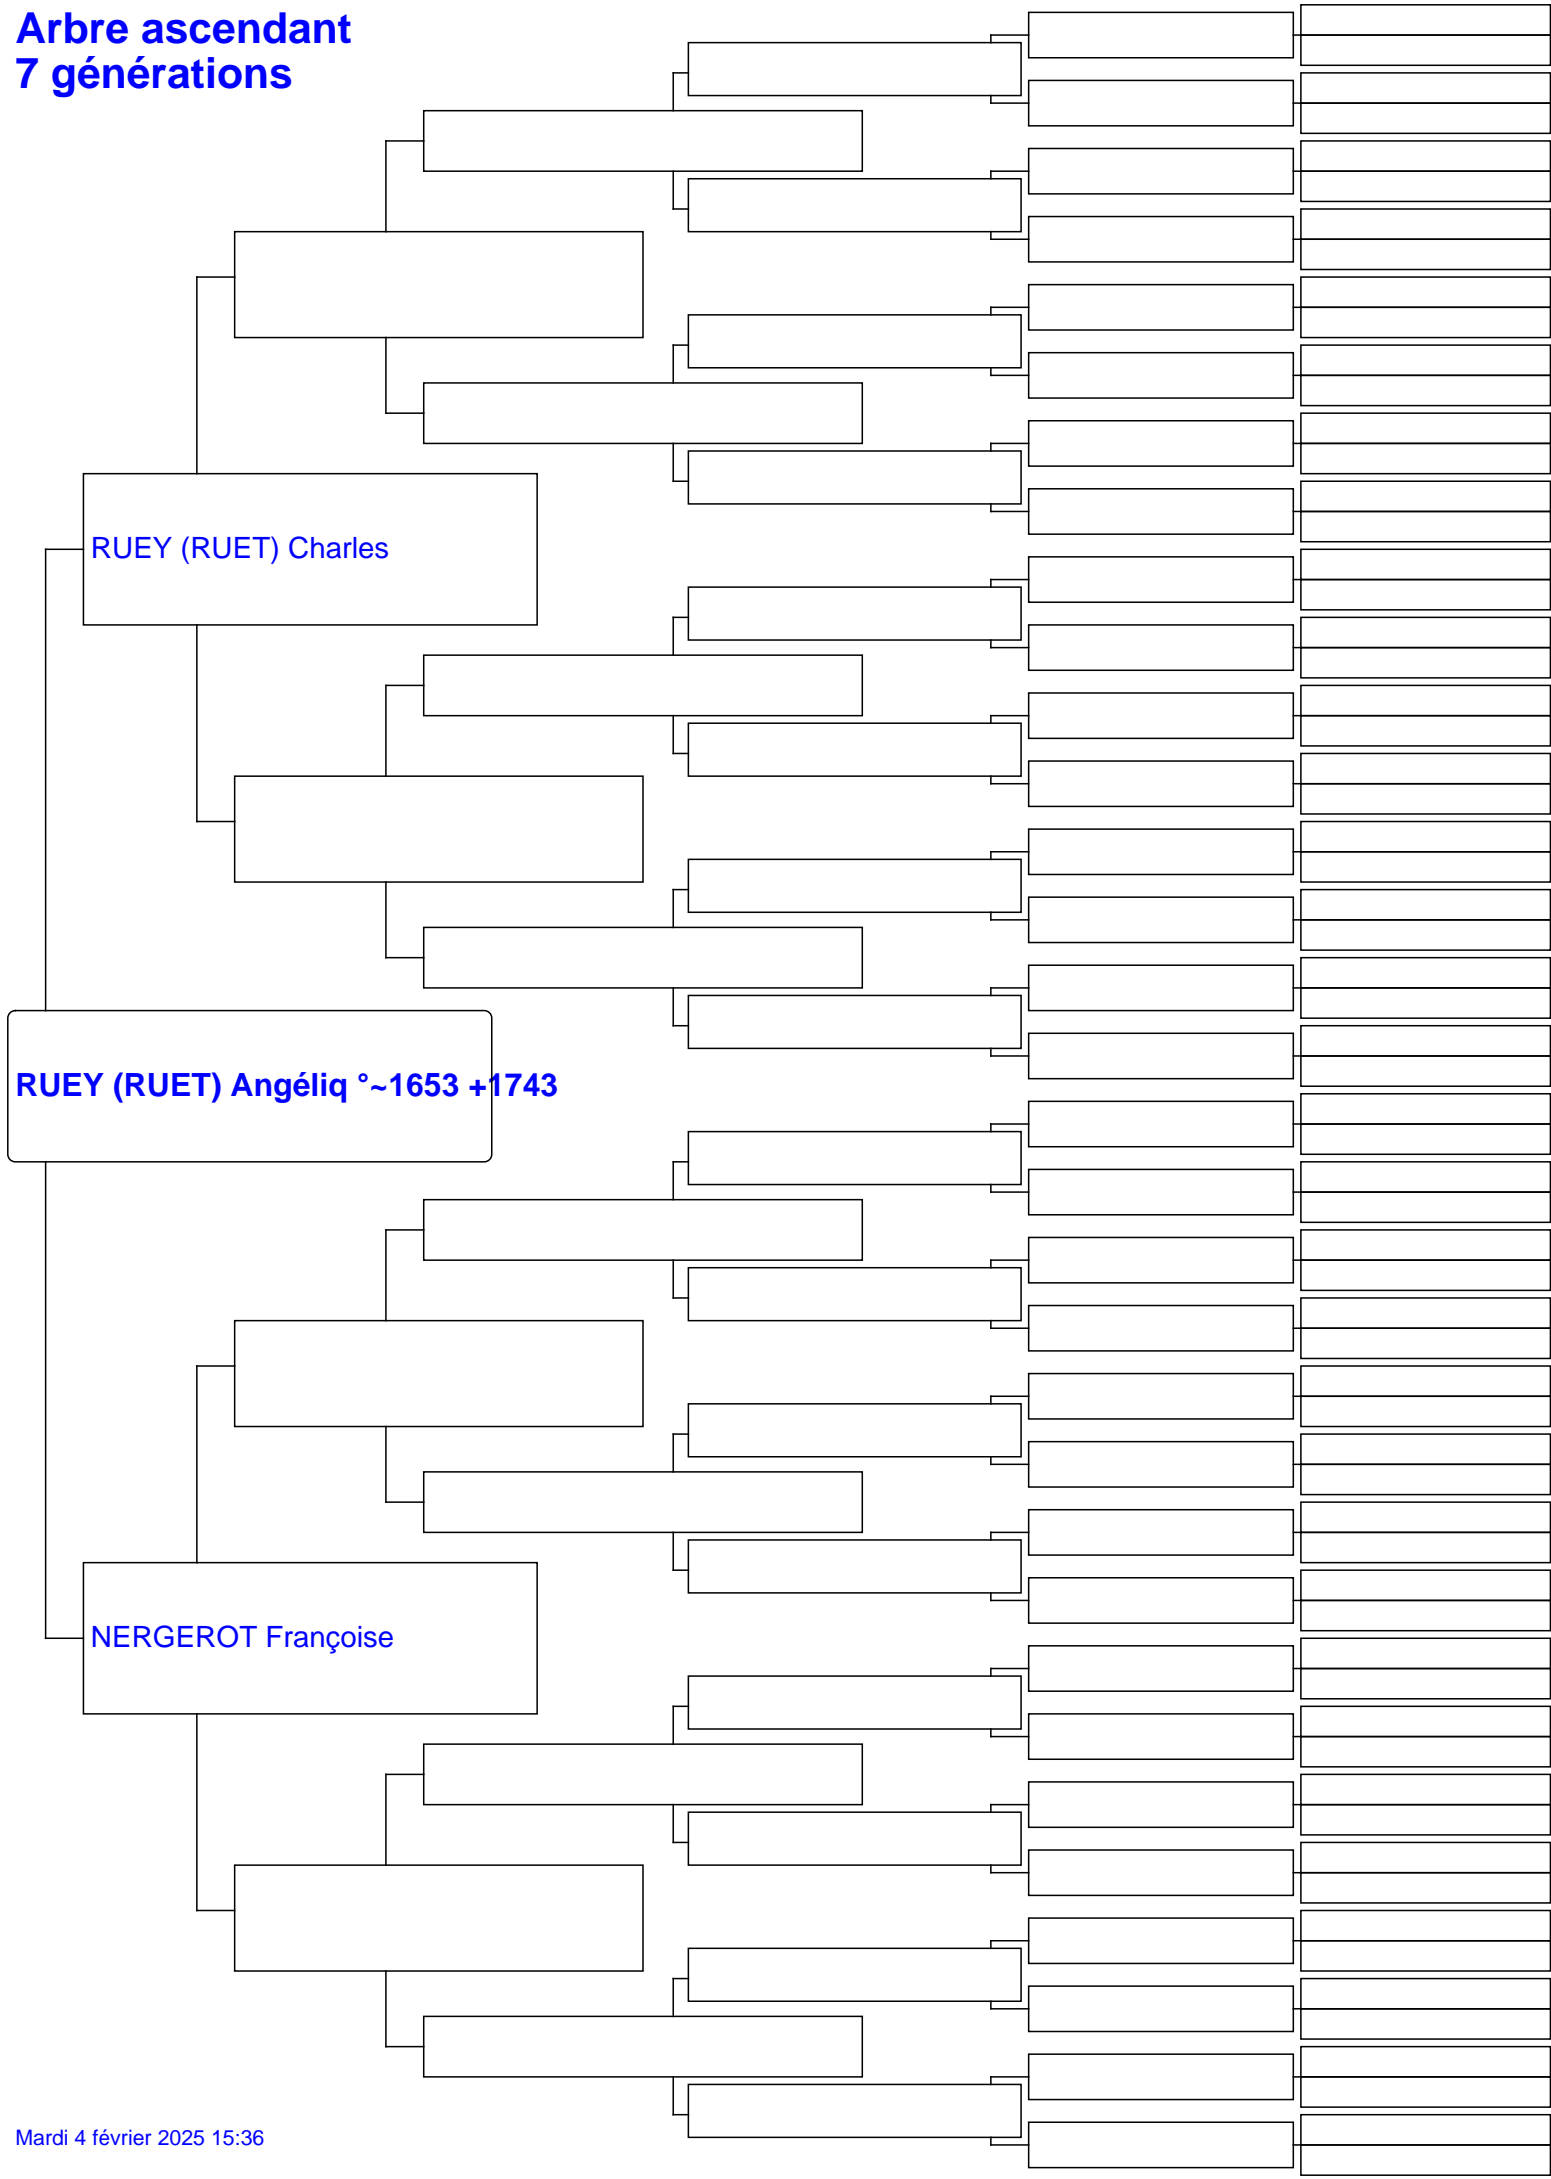 Arbre ascendant
7 générations
RUEY (RUET) Charles
RUEY (RUET) Angéliq °~1653 +1743
NERGEROT Françoise
Mardi 4 février 2025 15:36